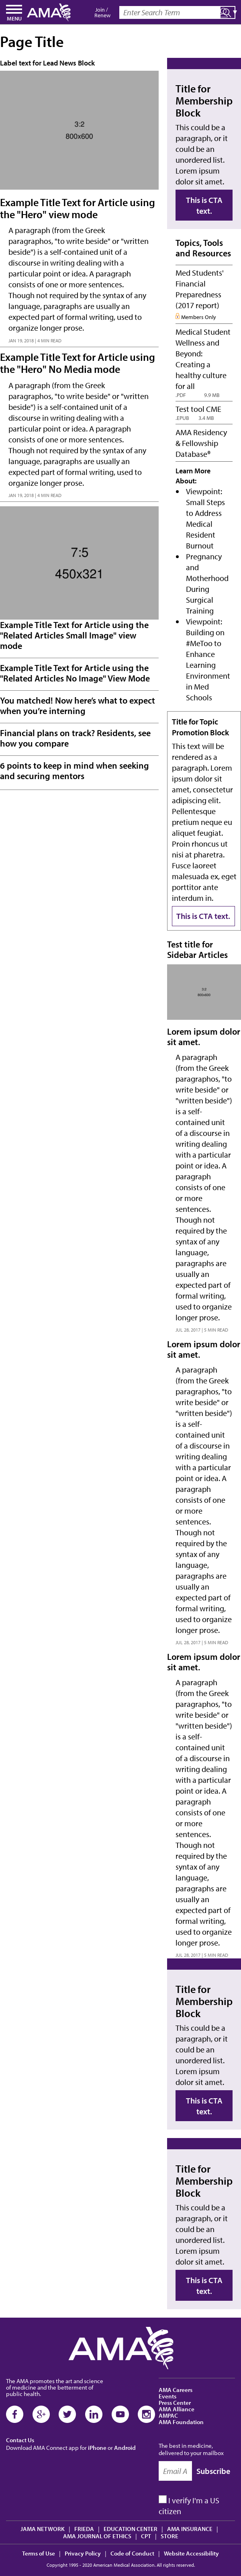 MENU
AMA
Join /
Renew
Enter Search Term
Page Title
Label text for Lead News Block
3:2
800x600
Example Title Text for Article using
the "Hero" view mode
A paragraph (from the Greek
paragraphos, "to write beside" or "written
beside") is a self-contained unit of a
discourse in writing dealing with a
particular point or idea. A paragraph
consists of one or more sentences.
Though not required by the syntax of any
language, paragraphs are usually an
expected part of formal writing, used to
organize longer prose.
JAN 19, 2018 | 4 MIN READ
Example Title Text for Article using
the "Hero" No Media mode
A paragraph (from the Greek
paragraphos, "to write beside" or "written
beside") is a self-contained unit of a
discourse in writing dealing with a
particular point or idea. A paragraph
consists of one or more sentences.
Though not required by the syntax of any
language, paragraphs are usually an
expected part of formal writing, used to
organize longer prose.
JAN 19, 2018 | 4 MIN READ
7:5
450x321
Example Title Text for Article using the
"Related Articles Small Image" view
mode
Example Title Text for Article using the
"Related Articles No Image" View Mode
You matched! Now here's what to expect
when you're interning
Financial plans on track? Residents, see
how you compare
6 points to keep in mind when seeking
and securing mentors
Title for
Membership
Block
This could be a
paragraph, or it
could be an
unordered list.
Lorem ipsum
dolor sit amet.
This is CTA
text.
Topics, Tools
and Resources
Med Students'
Financial
Preparedness
(2017 report)
Members Only
Medical Student
Wellness and
Beyond:
Creating a
healthy culture
for all
.PDF 9.9 MB
Test tool CME
.EPUB 3.4 MB
AMA Residency
& Fellowship
Database®
Learn More
About:
• Viewpoint:
Small Steps
to Address
Medical
Resident
Burnout
• Pregnancy
and
Motherhood
During
Surgical
Training
• Viewpoint:
Building on
#MeToo to
Enhance
Learning
Environment
in Med
Schools
Title for Topic
Promotion Block
This text will be
rendered as a
paragraph. Lorem
ipsum dolor sit
amet, consectetur
adipiscing elit.
Pellentesque
pretium neque eu
aliquet feugiat.
Proin rhoncus ut
nisi at pharetra.
Fusce laoreet
malesuada ex, eget
porttitor ante
interdum in.
This is CTA text.
Test title for
Sidebar Articles
Lorem ipsum dolor
sit amet.
A paragraph
(from the Greek
paragraphos, "to
write beside" or
"written beside")
is a self-
contained unit
of a discourse in
writing dealing
with a particular
point or idea. A
paragraph
consists of one
or more
sentences.
Though not
required by the
syntax of any
language,
paragraphs are
usually an
expected part of
formal writing,
used to organize
longer prose.
JUL 28, 2017 | 5 MIN READ
Lorem ipsum dolor
sit amet.
A paragraph
(from the Greek
paragraphos, "to
write beside" or
"written beside")
is a self-
contained unit
of a discourse in
writing dealing
with a particular
point or idea. A
paragraph
consists of one
or more
sentences.
Though not
required by the
syntax of any
language,
paragraphs are
usually an
expected part of
formal writing,
used to organize
longer prose.
JUL 28, 2017 | 5 MIN READ
Lorem ipsum dolor
sit amet.
A paragraph
(from the Greek
paragraphos, "to
write beside" or
"written beside")
is a self-
contained unit
of a discourse in
writing dealing
with a particular
point or idea. A
paragraph
consists of one
or more
sentences.
Though not
required by the
syntax of any
language,
paragraphs are
usually an
expected part of
formal writing,
used to organize
longer prose.
JUL 28, 2017 | 5 MIN READ
Title for
Membership
Block
This could be a
paragraph, or it
could be an
unordered list.
Lorem ipsum
dolor sit amet.
This is CTA
text.
Title for
Membership
Block
This could be a
paragraph, or it
could be an
unordered list.
Lorem ipsum
dolor sit amet.
This is CTA
text.
AMA
The AMA promotes the art and science
of medicine and the betterment of
public health.
Contact Us
Download AMA Connect app for iPhone or Android
AMA Careers
Events
Press Center
AMA Alliance
AMPAC
AMA Foundation
The best in medicine,
delivered to your mailbox
Email A
Subscribe
I verify I'm a US
citizen
JAMA NETWORK | FRIEDA | EDUCATION CENTER | AMA INSURANCE |
AMA JOURNAL OF ETHICS | CPT | STORE
Terms of Use | Privacy Policy | Code of Conduct | Website Accessibility
Copyright 1995 - 2020 American Medical Association. All rights reserved.